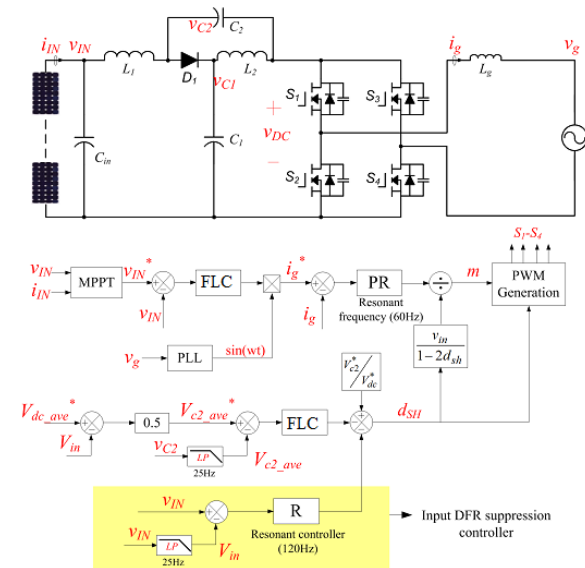 v_C2
C_2
i_IN
v_IN
L_1
D_1
L_2
v_C1
C_in
C_1
+
v_DC
−
S_1
S_2
S_3
S_4
i_g
L_g
v_g
S_1-S_4
v_IN
i_IN
MPPT
v_IN^*
+
−
v_IN
FLC
i_g^*
+
−
i_g
PR
Resonant
frequency (60Hz)
÷
m
PWM
Generation
v_g
PLL
sin(wt)
v_in
1−2d_sh
V_c2^*
/V_dc^*
V_dc_ave^*
+
−
V_in
0.5
V_c2_ave^*
+
−
v_C2
LP
25Hz
V_c2_ave
FLC
+
+
+
d_SH
v_IN
+
−
v_IN
LP
25Hz
V_in
R
Resonant controller
(120Hz)
Input DFR suppression
controller